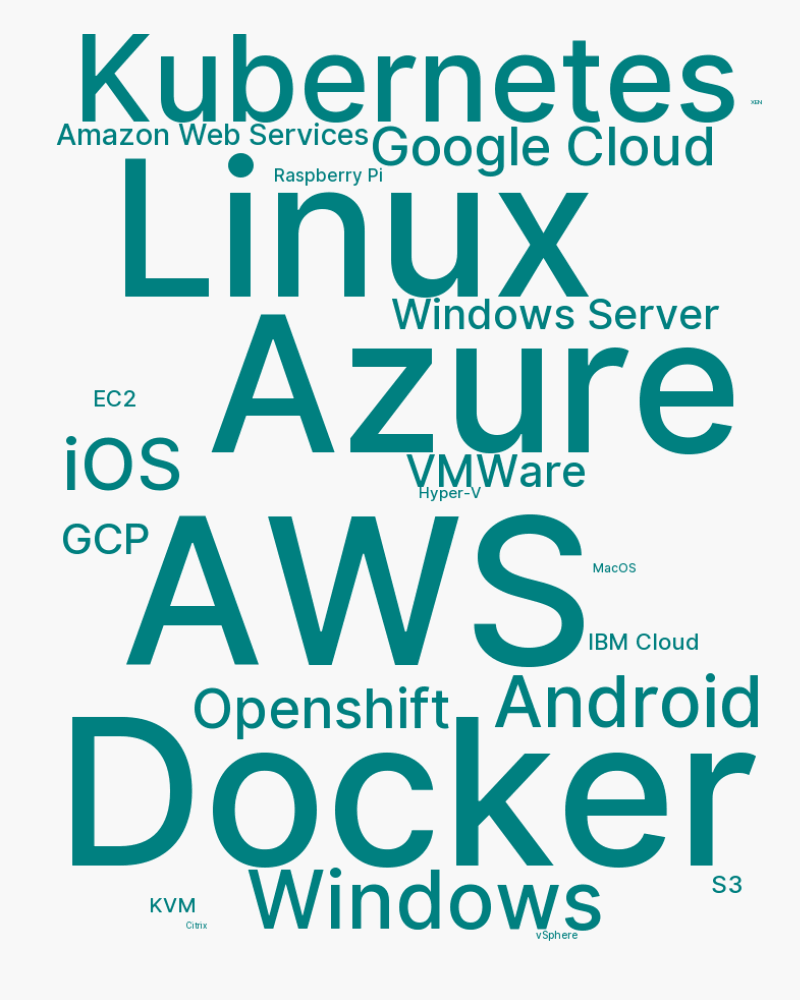 Kubernetes
XEN
Amazon Web Services
Google Cloud
Raspberry Pi
Linux
Windows Server
Azure
EC2
iOS
VMWare
Hyper-V
GCP
AWS
MacOS
IBM Cloud
Openshift
Android
Docker
S3
Windows
KVM
Citrix
vSphere